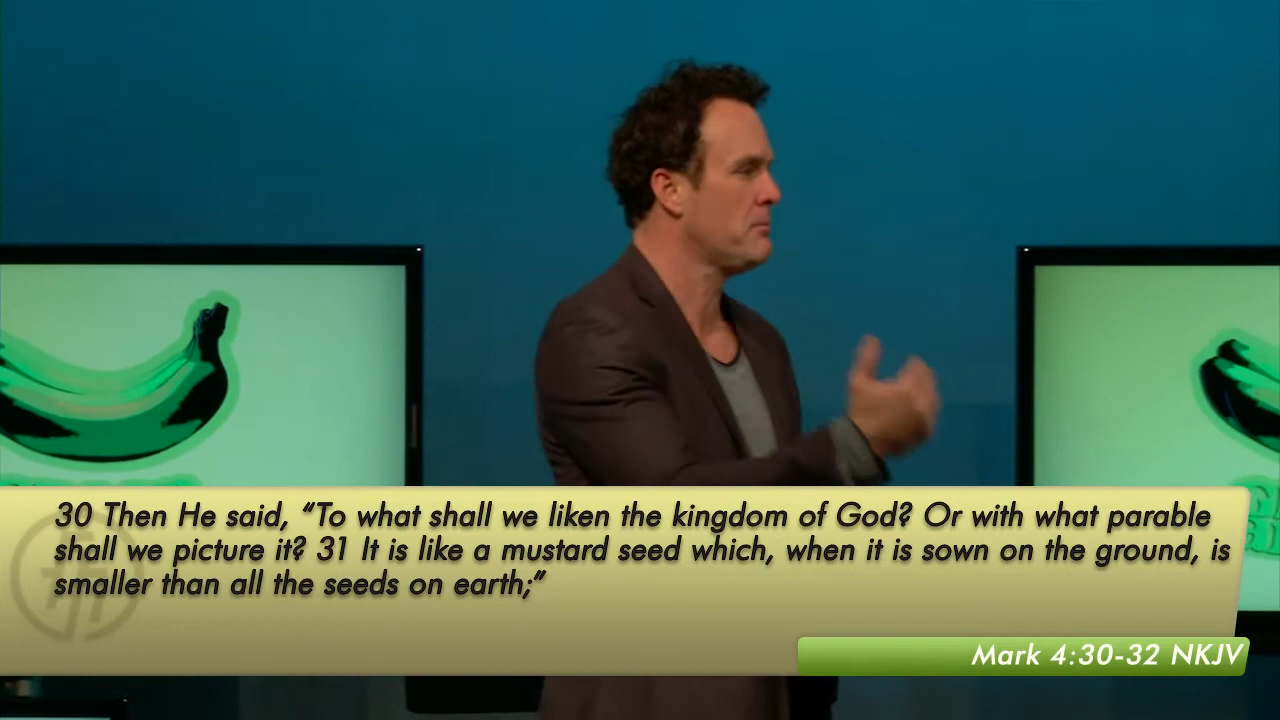 30 Then He said, “To what shall we liken the kingdom of God? Or with what parable
shall we picture it? 31 It is like a mustard seed which, when it is sown on the ground, is
smaller than all the seeds on earth;”
Mark 4:30-32 NKJV